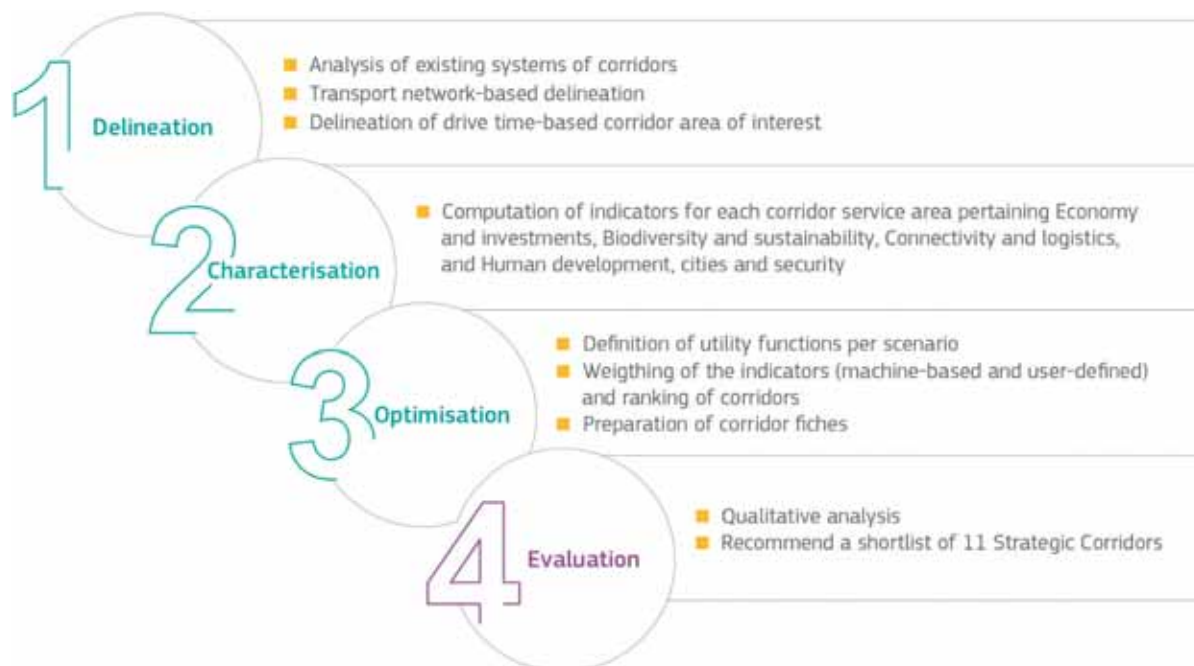 1
Delineation
Analysis of existing systems of corridors
Transport network-based delineation
Delineation of drive time-based corridor area of interest
2
Characterisation
Computation of indicators for each corridor service area pertaining Economy
and investments, Biodiversity and sustainability, Connectivity and logistics,
and Human development, cities and security
3
Optimisation
Definition of utility functions per scenario
Weigthing of the indicators (machine-based and user-defined)
and ranking of corridors
Preparation of corridor fiches
4
Evaluation
Qualitative analysis
Recommend a shortlist of 11 Strategic Corridors